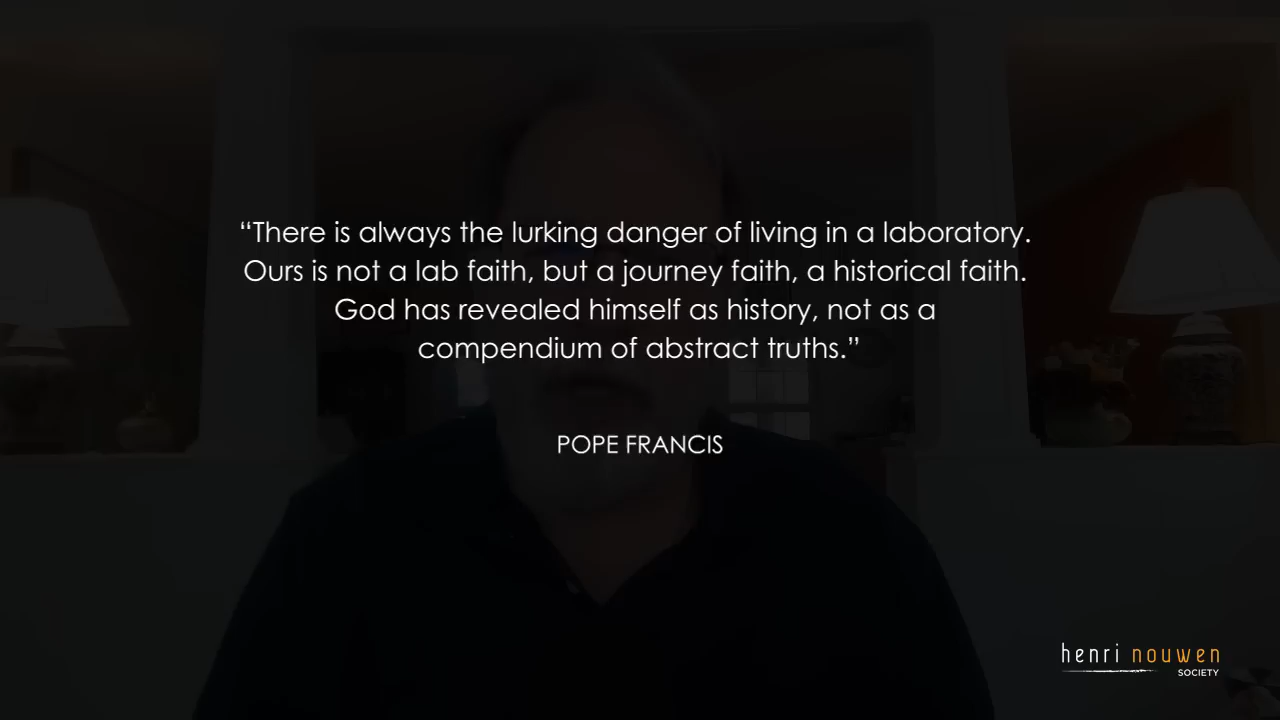 “There is always the lurking danger of living in a laboratory.
Ours is not a lab faith, but a journey faith, a historical faith.
God has revealed himself as history, not as a
compendium of abstract truths.”
POPE FRANCIS
henri nouwen
SOCIETY